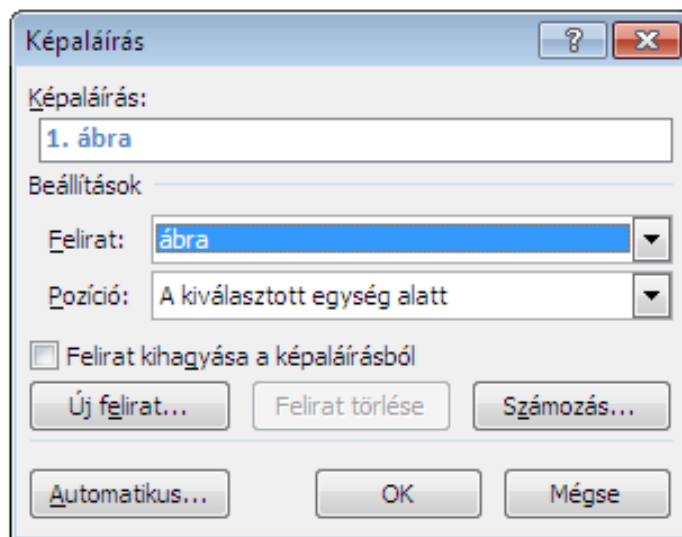 Képaláírás
Képaláírás:
1. ábra
Beállítások
Felirat: ábra
Pozíció: A kiválasztott egység alatt
Felirat kihagyása a képaláírásból
Új felirat... Felirat törlése Számozás...
Automatikus... OK Mégse